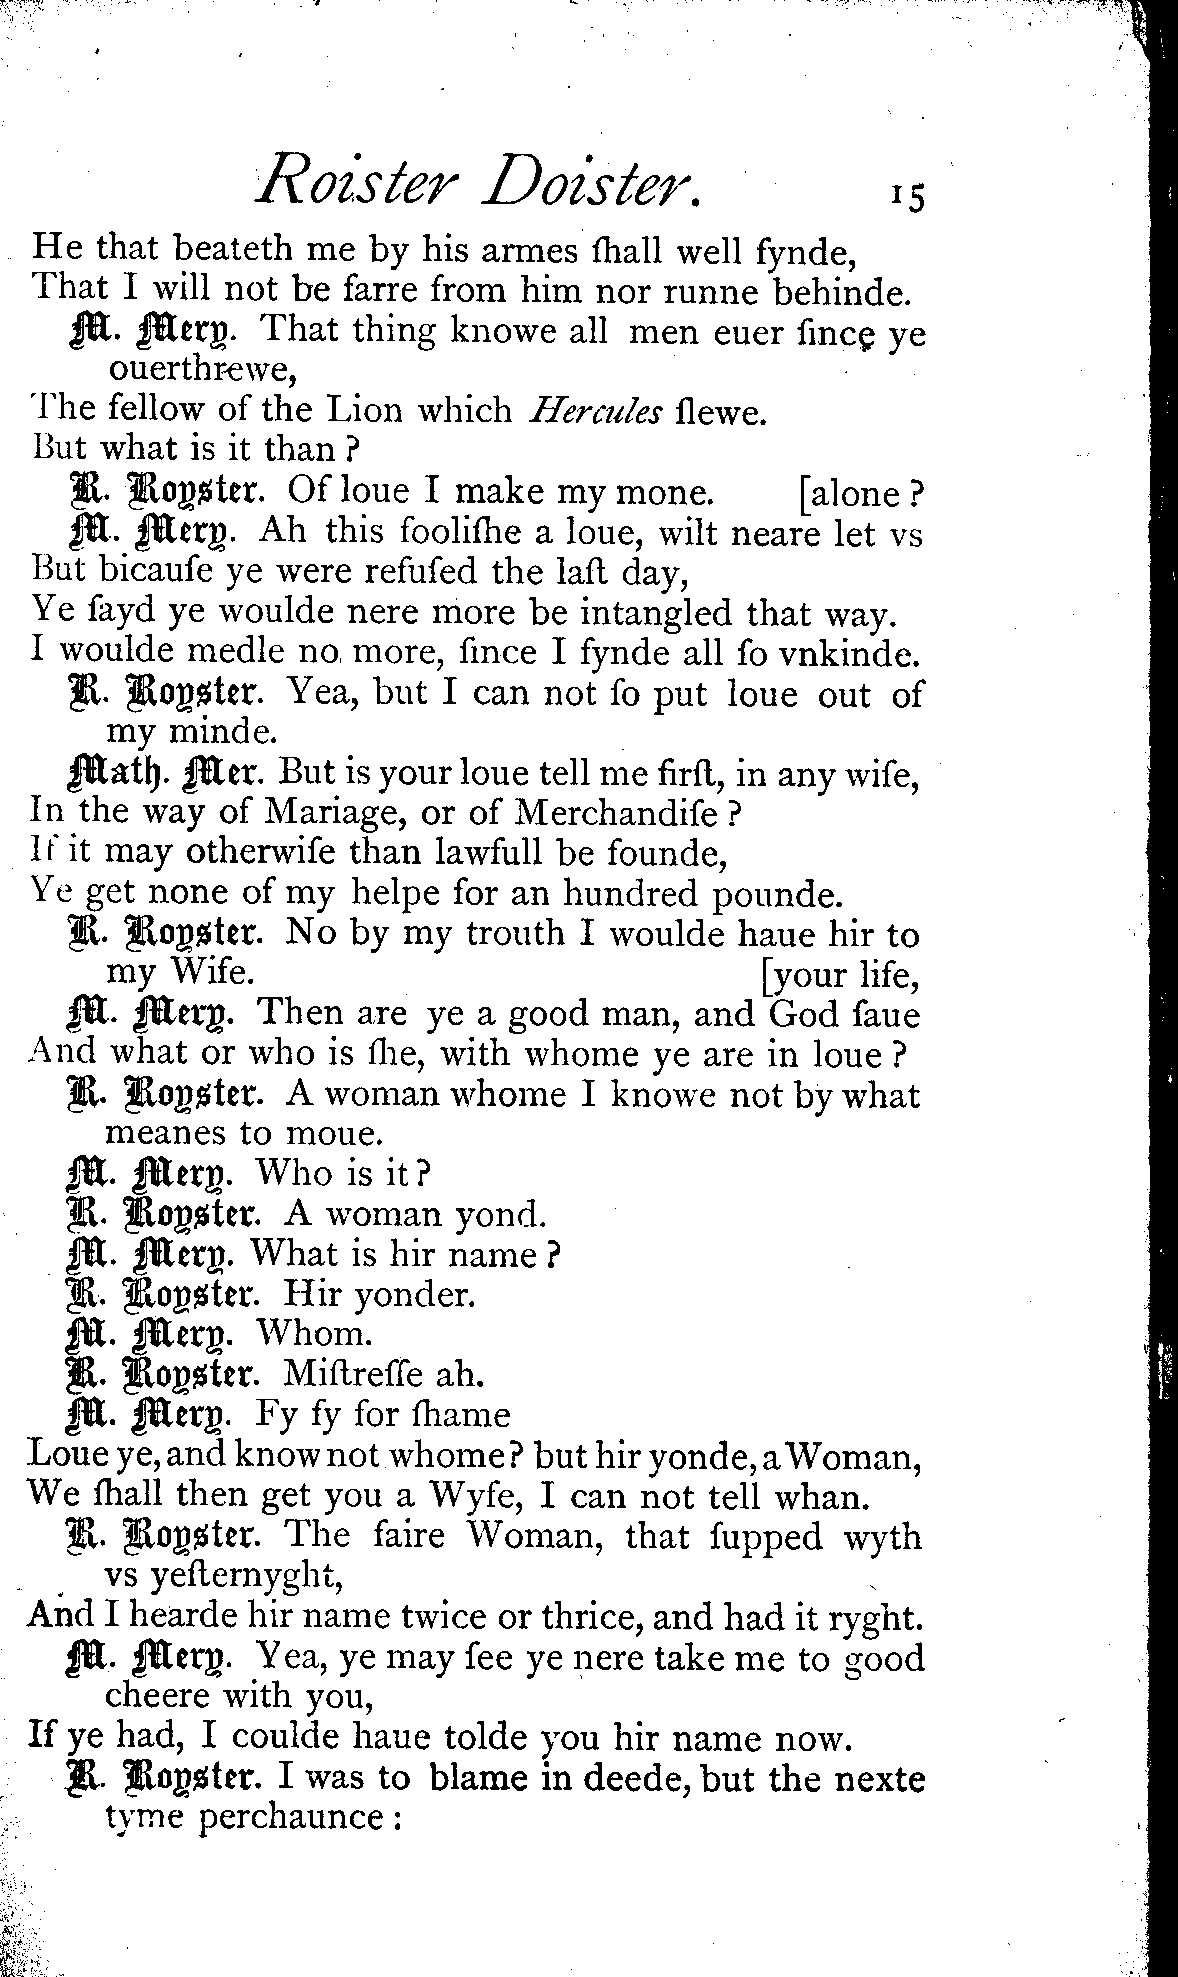 Roister Doister. 15
He that beateth me by his armes ſhall well fynde,
That I will not be farre from him nor runne behinde.
M. Mery. That thing knowe all men euer ſince ye
ouerthrewe,
The fellow of the Lion which Hercules ſlewe.
But what is it than ?
R. Royster. Of loue I make my mone. [alone ?
M. Mery. Ah this fooliſhe a loue, wilt neare let vs
But bicauſe ye were refuſed the laſt day,
Ye ſayd ye woulde nere more be intangled that way.
I woulde medle no more, ſince I fynde all ſo vnkinde.
R. Royster. Yea, but I can not ſo put loue out of
my minde.
Math. Mer. But is your loue tell me firſt, in any wiſe,
In the way of Mariage, or of Merchandiſe ?
If it may otherwiſe than lawfull be founde,
Ye get none of my helpe for an hundred pounde.
R. Royster. No by my trouth I woulde haue hir to
my Wife. [your life,
M. Mery. Then are ye a good man, and God ſaue
And what or who is ſhe, with whome ye are in loue ?
R. Royster. A woman whome I knowe not by what
meanes to moue.
M. Mery. Who is it ?
R. Royster. A woman yond.
M. Mery. What is hir name ?
R. Royster. Hir yonder.
M. Mery. Whom.
R. Royster. Miſtreſſe ah.
M. Mery. Fy fy for ſhame
Loue ye, and know not whome? but hir yonde, a Woman,
We ſhall then get you a Wyfe, I can not tell whan.
R. Royster. The faire Woman, that ſupped wyth
vs yeſternyght,
And I hearde hir name twice or thrice, and had it ryght.
M. Mery. Yea, ye may ſee ye nere take me to good
cheere with you,
If ye had, I coulde haue tolde you hir name now.
R. Royster. I was to blame in deede, but the nexte
tyme perchaunce :